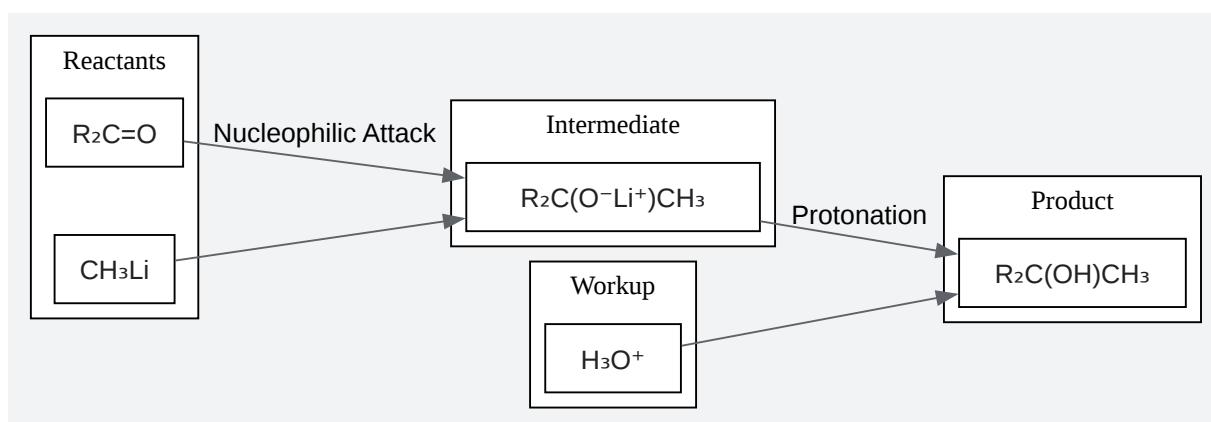 Reactants
R₂C=O
CH₃Li
Nucleophilic Attack
Intermediate
R₂C(O⁻Li⁺)CH₃
Workup
H₃O⁺
Protonation
Product
R₂C(OH)CH₃